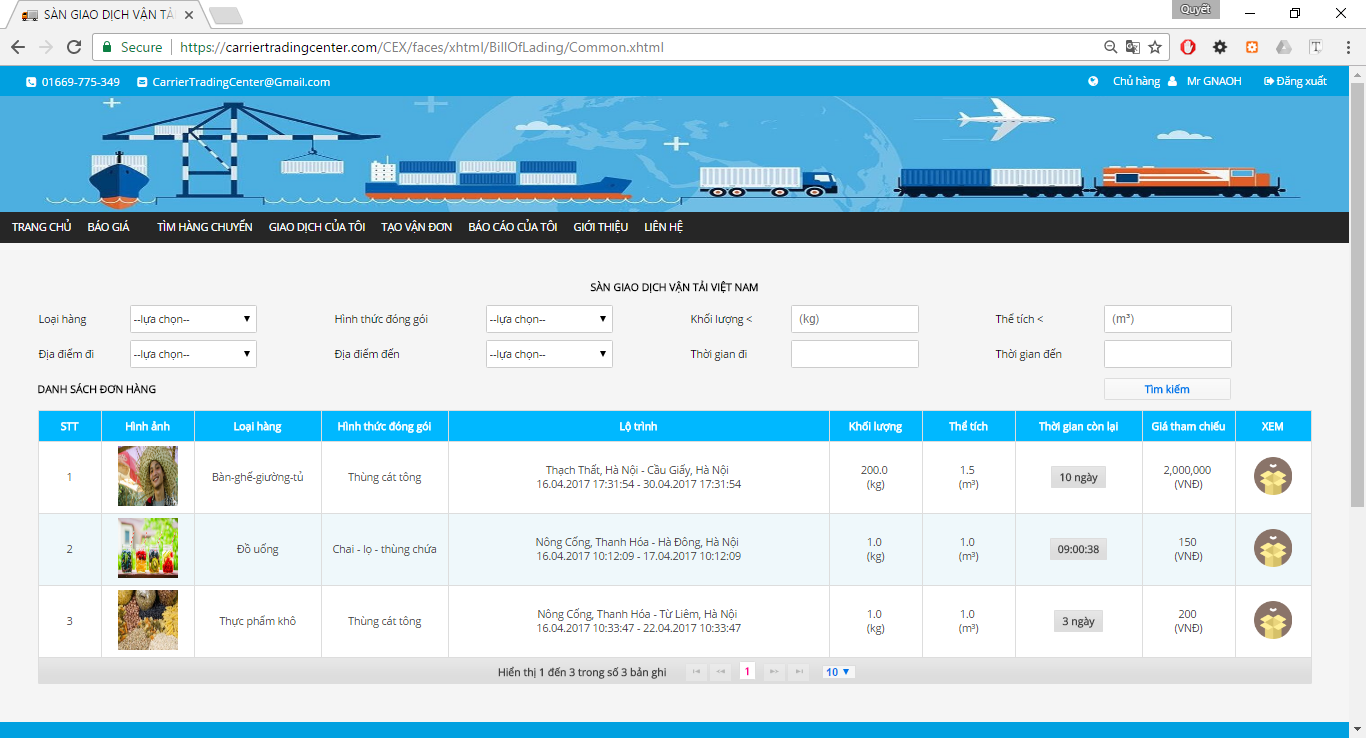 SÀN GIAO DỊCH VẬN TẢI
Quyết
Secure
https://carriertradingcenter.com/CEX/faces/xhtml/BillOfLading/Common.xhtml
01669-775-349 CarrierTradingCenter@Gmail.com
Chủ hàng Mr GNAOH Đăng xuất
TRANG CHỦ BÁO GIÁ TÌM HÀNG CHUYỂN GIAO DỊCH CỦA TÔI TẠO VẬN ĐƠN BÁO CÁO CỦA TÔI GIỚI THIỆU LIÊN HỆ
SÀN GIAO DỊCH VẬN TẢI VIỆT NAM
Loại hàng --lựa chọn-- Hình thức đóng gói --lựa chọn-- Khối lượng < (kg) Thể tích < (m³)
Địa điểm đi --lựa chọn-- Địa điểm đến --lựa chọn-- Thời gian đi Thời gian đến
DANH SÁCH ĐƠN HÀNG Tìm kiếm
STT Hình ảnh Loại hàng Hình thức đóng gói Lộ trình Khối lượng Thể tích Thời gian còn lại Giá tham chiếu XEM
1 Bàn-ghế-giường-tủ Thùng cát tông Thạch Thất, Hà Nội - Cầu Giấy, Hà Nội 200.0 1.5 10 ngày 2,000,000
16.04.2017 17:31:54 - 30.04.2017 17:31:54 (kg) (m³) (VNĐ)
2 Đồ uống Chai - lọ - thùng chứa Nông Cống, Thanh Hóa - Hà Đông, Hà Nội 1.0 1.0 09:00:38 150
16.04.2017 10:12:09 - 17.04.2017 10:12:09 (kg) (m³) (VNĐ)
3 Thực phẩm khô Thùng cát tông Nông Cống, Thanh Hóa - Từ Liêm, Hà Nội 1.0 1.0 3 ngày 200
16.04.2017 10:33:47 - 22.04.2017 10:33:47 (kg) (m³) (VNĐ)
Hiển thị 1 đến 3 trong số 3 bản ghi 1 10